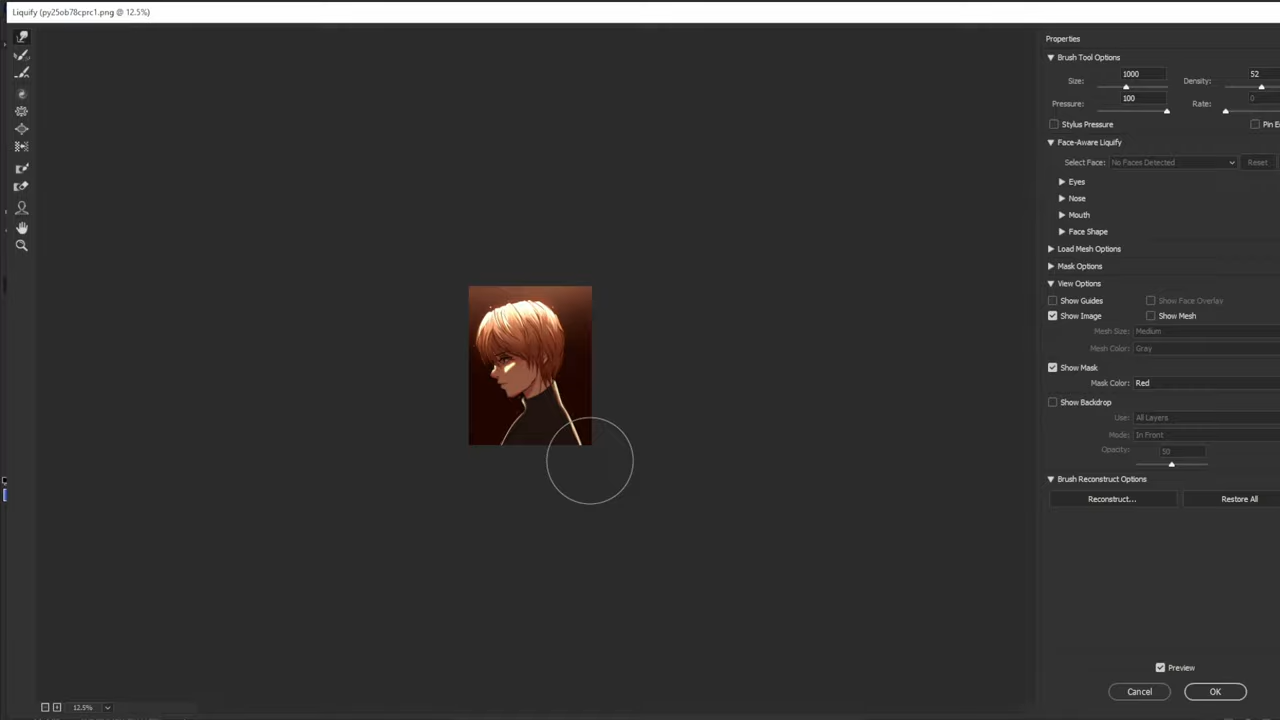 Liquify (py25ob78cprc1.png @ 12.5%)
Properties
Brush Tool Options
Size: 1000 Density: 52
Pressure: 100 Rate: 0
Stylus Pressure Pin E
Face-Aware Liquify
Select Face: No Faces Detected Reset
Eyes
Nose
Mouth
Face Shape
Load Mesh Options
Mask Options
View Options
Show Guides Show Face Overlay
Show Image Show Mesh
Mesh Size: Medium
Mesh Color: Gray
Show Mask
Mask Color: Red
Show Backdrop
Use: All Layers
Mode: In Front
Opacity: 50
Brush Reconstruct Options
Reconstruct... Restore All
Preview
Cancel OK
12.5%